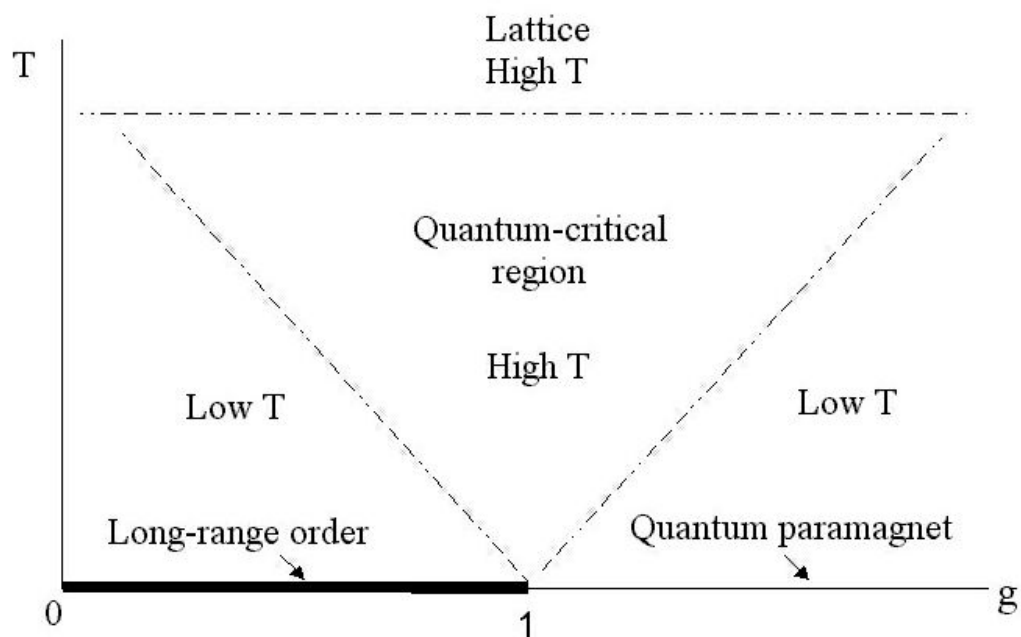 Lattice
High T
T
Quantum-critical
region
High T
Low T
Low T
Long-range order
Quantum paramagnet
0
1
g